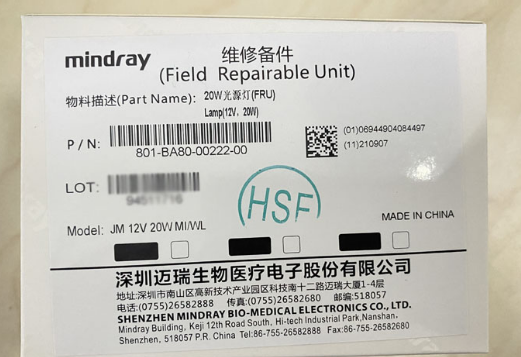 mindray
维修备件
(Field Repairable Unit)
物料描述(Part Name): 20W光源灯(FRU)
Lamp(12V, 20W)
P / N:
801-BA80-00222-00
(01)06944904084497
(11)210907
LOT:
HSF
Model: JM 12V 20W MI/WL
MADE IN CHINA
深圳迈瑞生物医疗电子股份有限公司
地址:深圳市南山区高新技术产业园区科技南十二路迈瑞大厦1-4层
电话:(0755)26582888 传真:(0755)26582680 邮编:518057
SHENZHEN MINDRAY BIO-MEDICAL ELECTRONICS CO., LTD.
Mindray Building, Keji 12th Road South, Hi-tech Industrial Park,Nanshan,
Shenzhen, 518057 P.R. China Tel:86-755-26582888 Fax:86-755-26582680